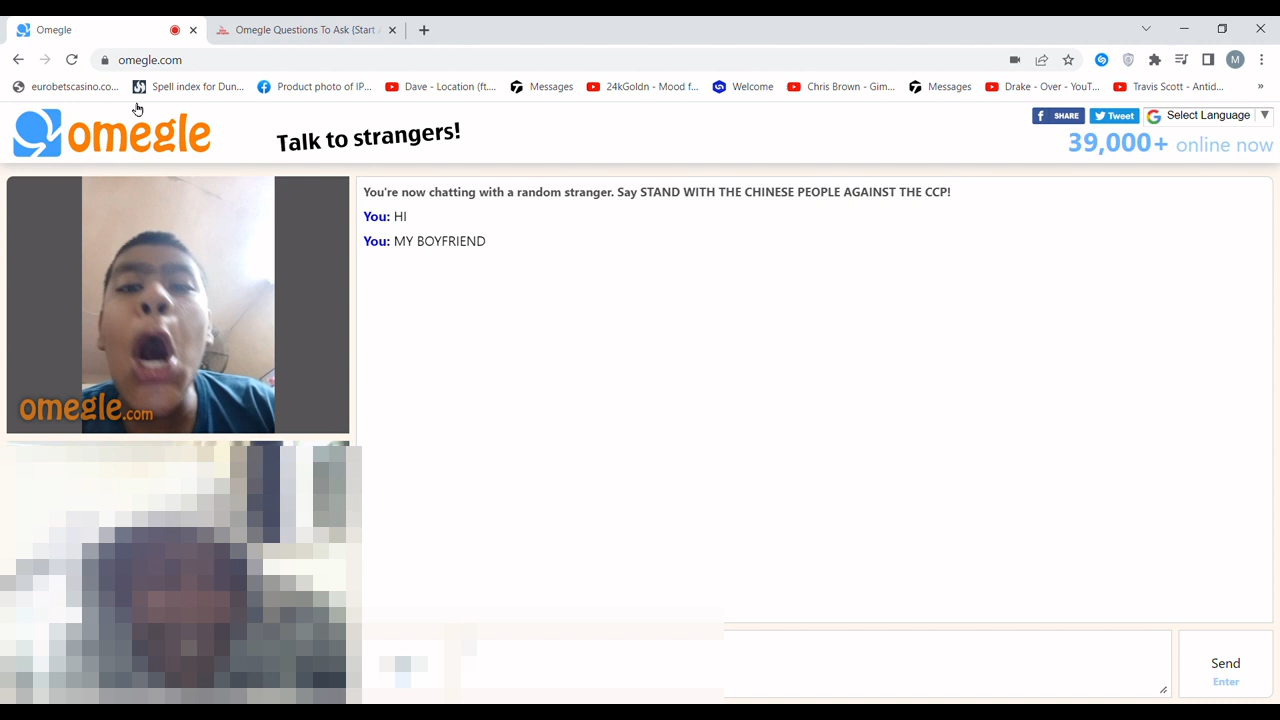 Omegle
Omegle Questions To Ask {Start A
omegle.com
eurobetscasino.co...
Spell index for Dun...
Product photo of IP...
Dave - Location (ft....
Messages
24kGoldn - Mood f...
Welcome
Chris Brown - Gim...
Messages
Drake - Over - YouT...
Travis Scott - Antid...
»
M
omegle
Talk to strangers!
SHARE
Tweet
Select Language
39,000+ online now
You're now chatting with a random stranger. Say STAND WITH THE CHINESE PEOPLE AGAINST THE CCP!
You: HI
You: MY BOYFRIEND
omegle.com
Send
Enter